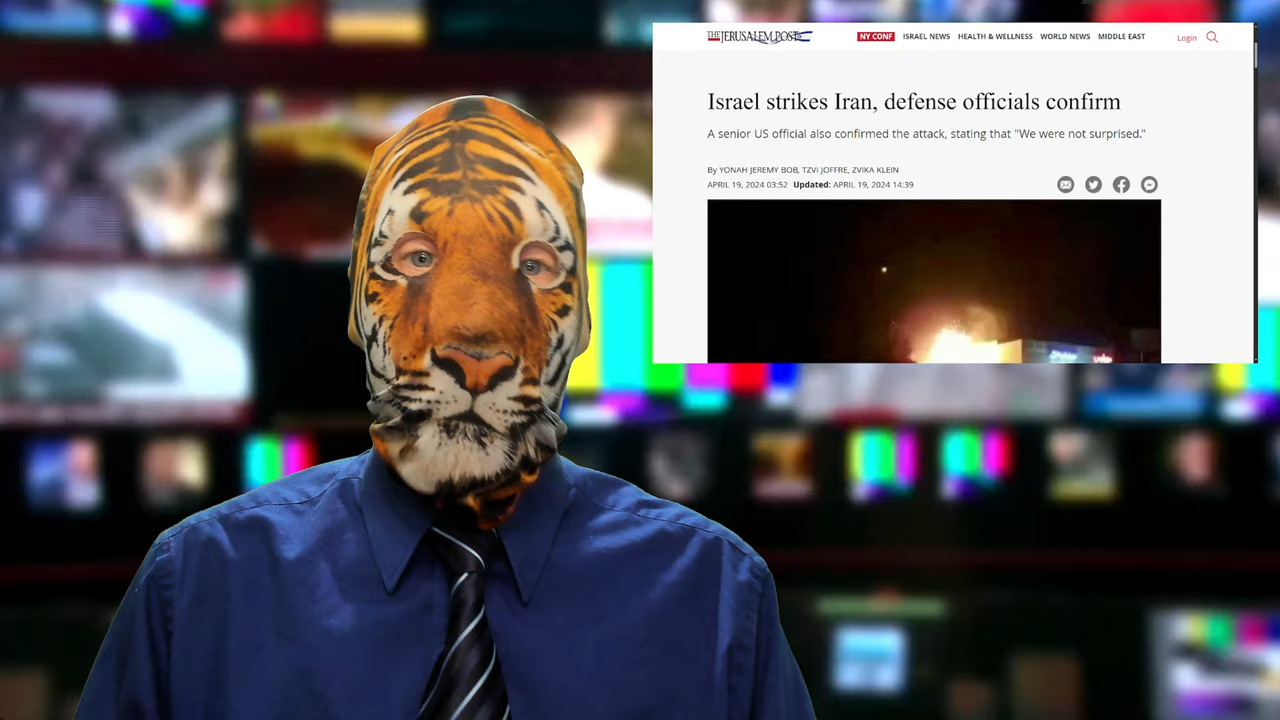 THE JERUSALEM POST
NY CONF ISRAEL NEWS HEALTH & WELLNESS WORLD NEWS MIDDLE EAST Login
Israel strikes Iran, defense officials confirm
A senior US official also confirmed the attack, stating that "We were not surprised."
By YONAH JEREMY BOB, TZVI JOFFRE, ZVIKA KLEIN
APRIL 19, 2024 03:52 Updated: APRIL 19, 2024 14:39